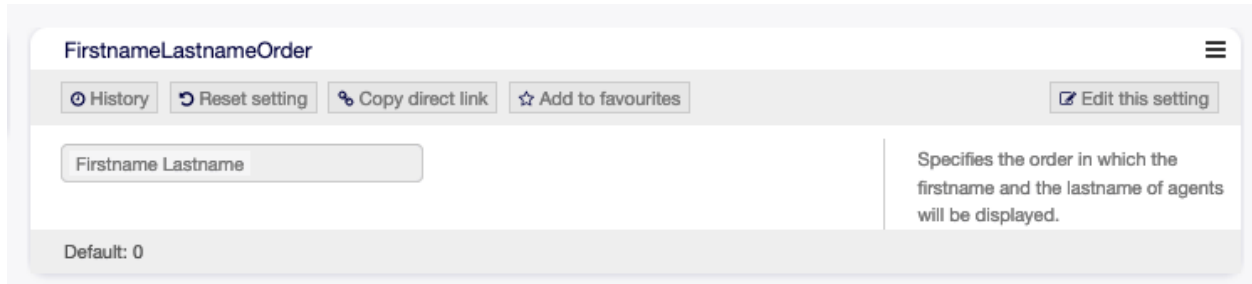 FirstnameLastnameOrder
History Reset setting Copy direct link Add to favourites Edit this setting
Firstname Lastname
Specifies the order in which the
firstname and the lastname of agents
will be displayed.
Default: 0